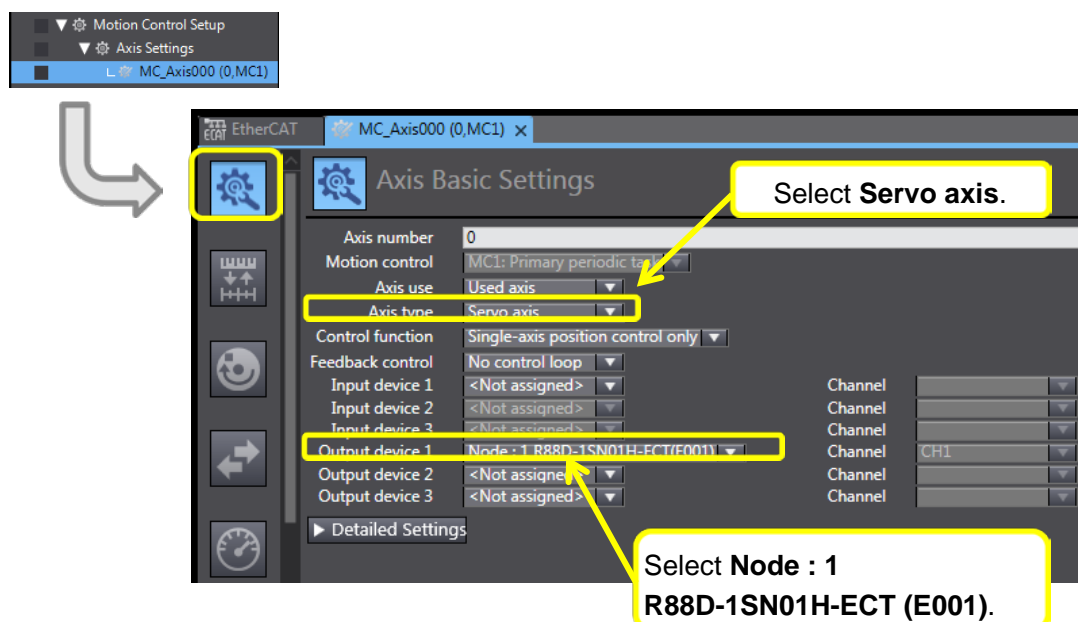 Motion Control Setup
Axis Settings
MC_Axis000 (0,MC1)
ECAT EtherCAT
MC_Axis000 (0,MC1)
Axis Basic Settings
Select Servo axis.
Axis number 0
Motion control MC1: Primary periodic task
Axis use Used axis
Axis type Servo axis
Control function Single-axis position control only
Feedback control No control loop
Input device 1 <Not assigned> Channel
Input device 2 <Not assigned> Channel
Input device 3 <Not assigned> Channel
Output device 1 Node : 1 R88D-1SN01H-ECT(E001) Channel CH1
Output device 2 <Not assigned> Channel
Output device 3 <Not assigned> Channel
Detailed Settings
Select Node : 1
R88D-1SN01H-ECT (E001).